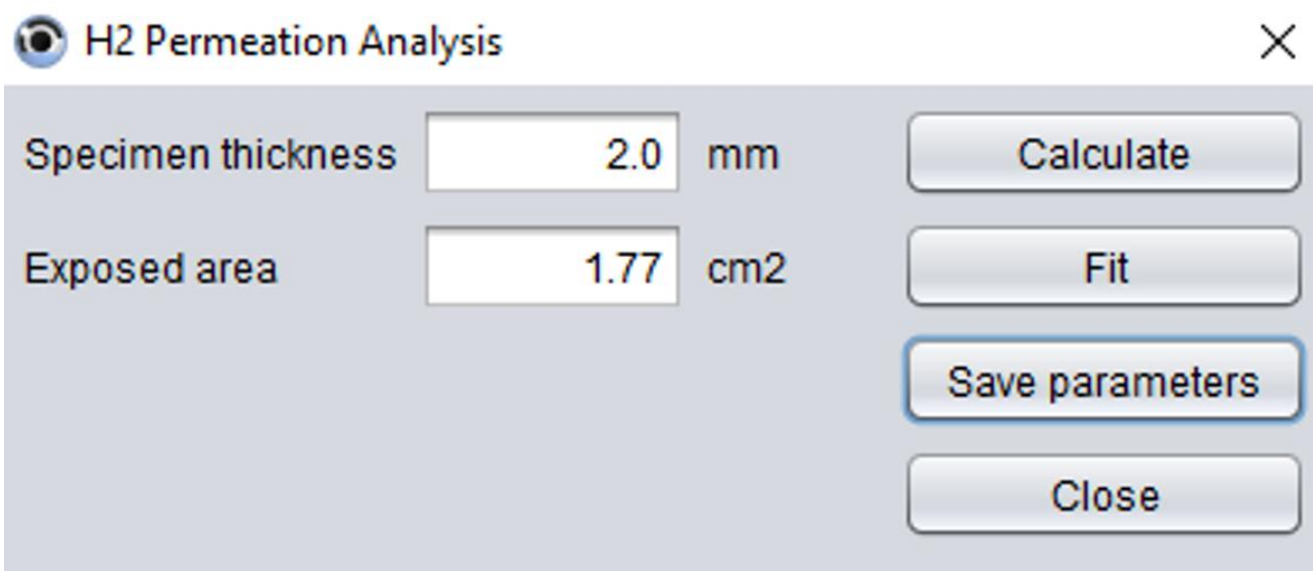 H2 Permeation Analysis
Specimen thickness 2.0 mm Calculate
Exposed area 1.77 cm2 Fit
Save parameters
Close